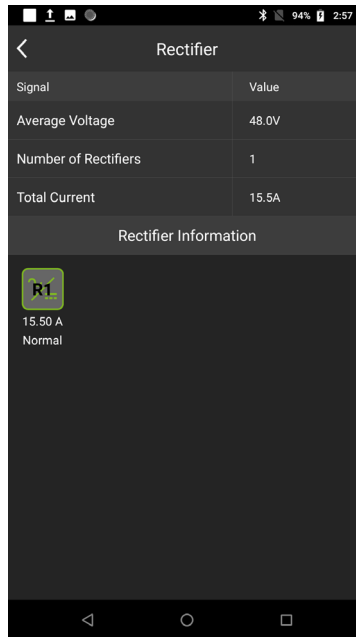 94% 2:57
Rectifier
Signal Value
Average Voltage 48.0V
Number of Rectifiers 1
Total Current 15.5A
Rectifier Information
R1
15.50 A
Normal